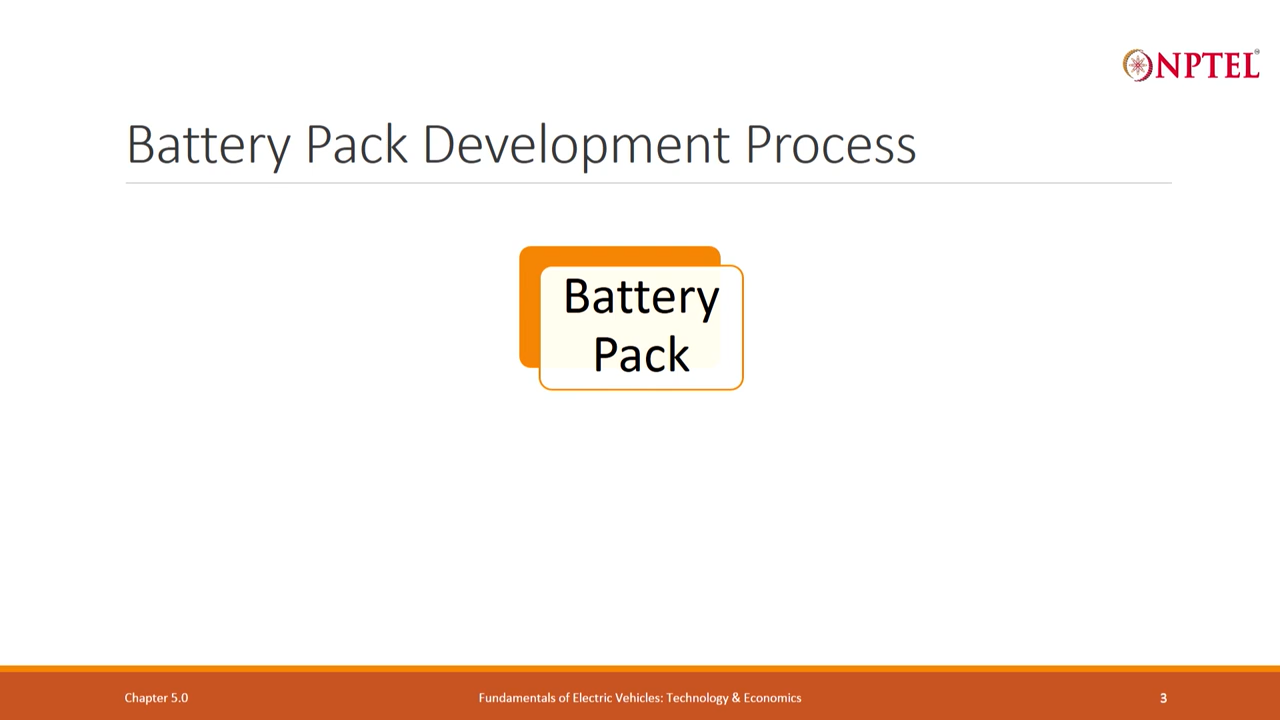 NPTEL
Battery Pack Development Process
Battery
Pack
Chapter 5.0
Fundamentals of Electric Vehicles: Technology & Economics
3